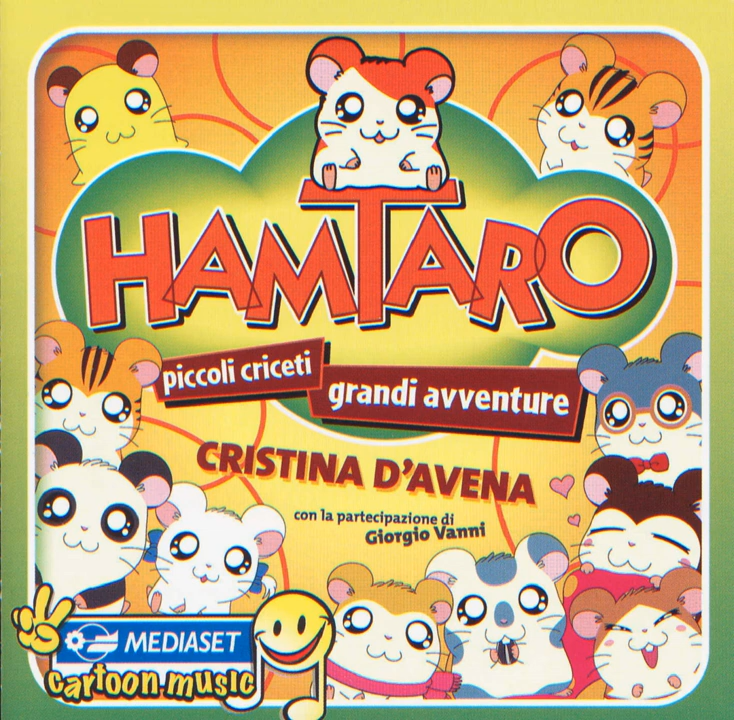 HAMTARO
piccoli criceti
grandi avventure
CRISTINA D'AVENA
con la partecipazione di
Giorgio Vanni
MEDIASET
cartoon music